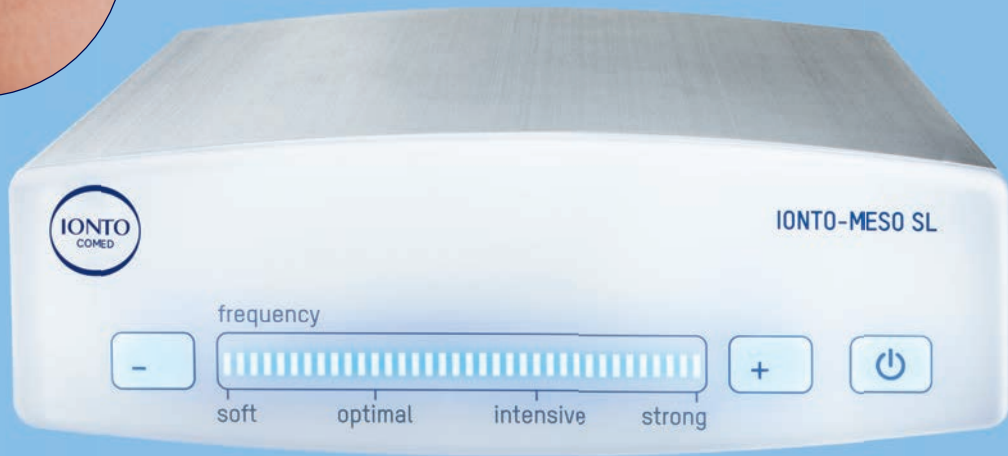 IONTO
COMED
IONTO-MESO SL
frequency
-
+
soft optimal intensive strong